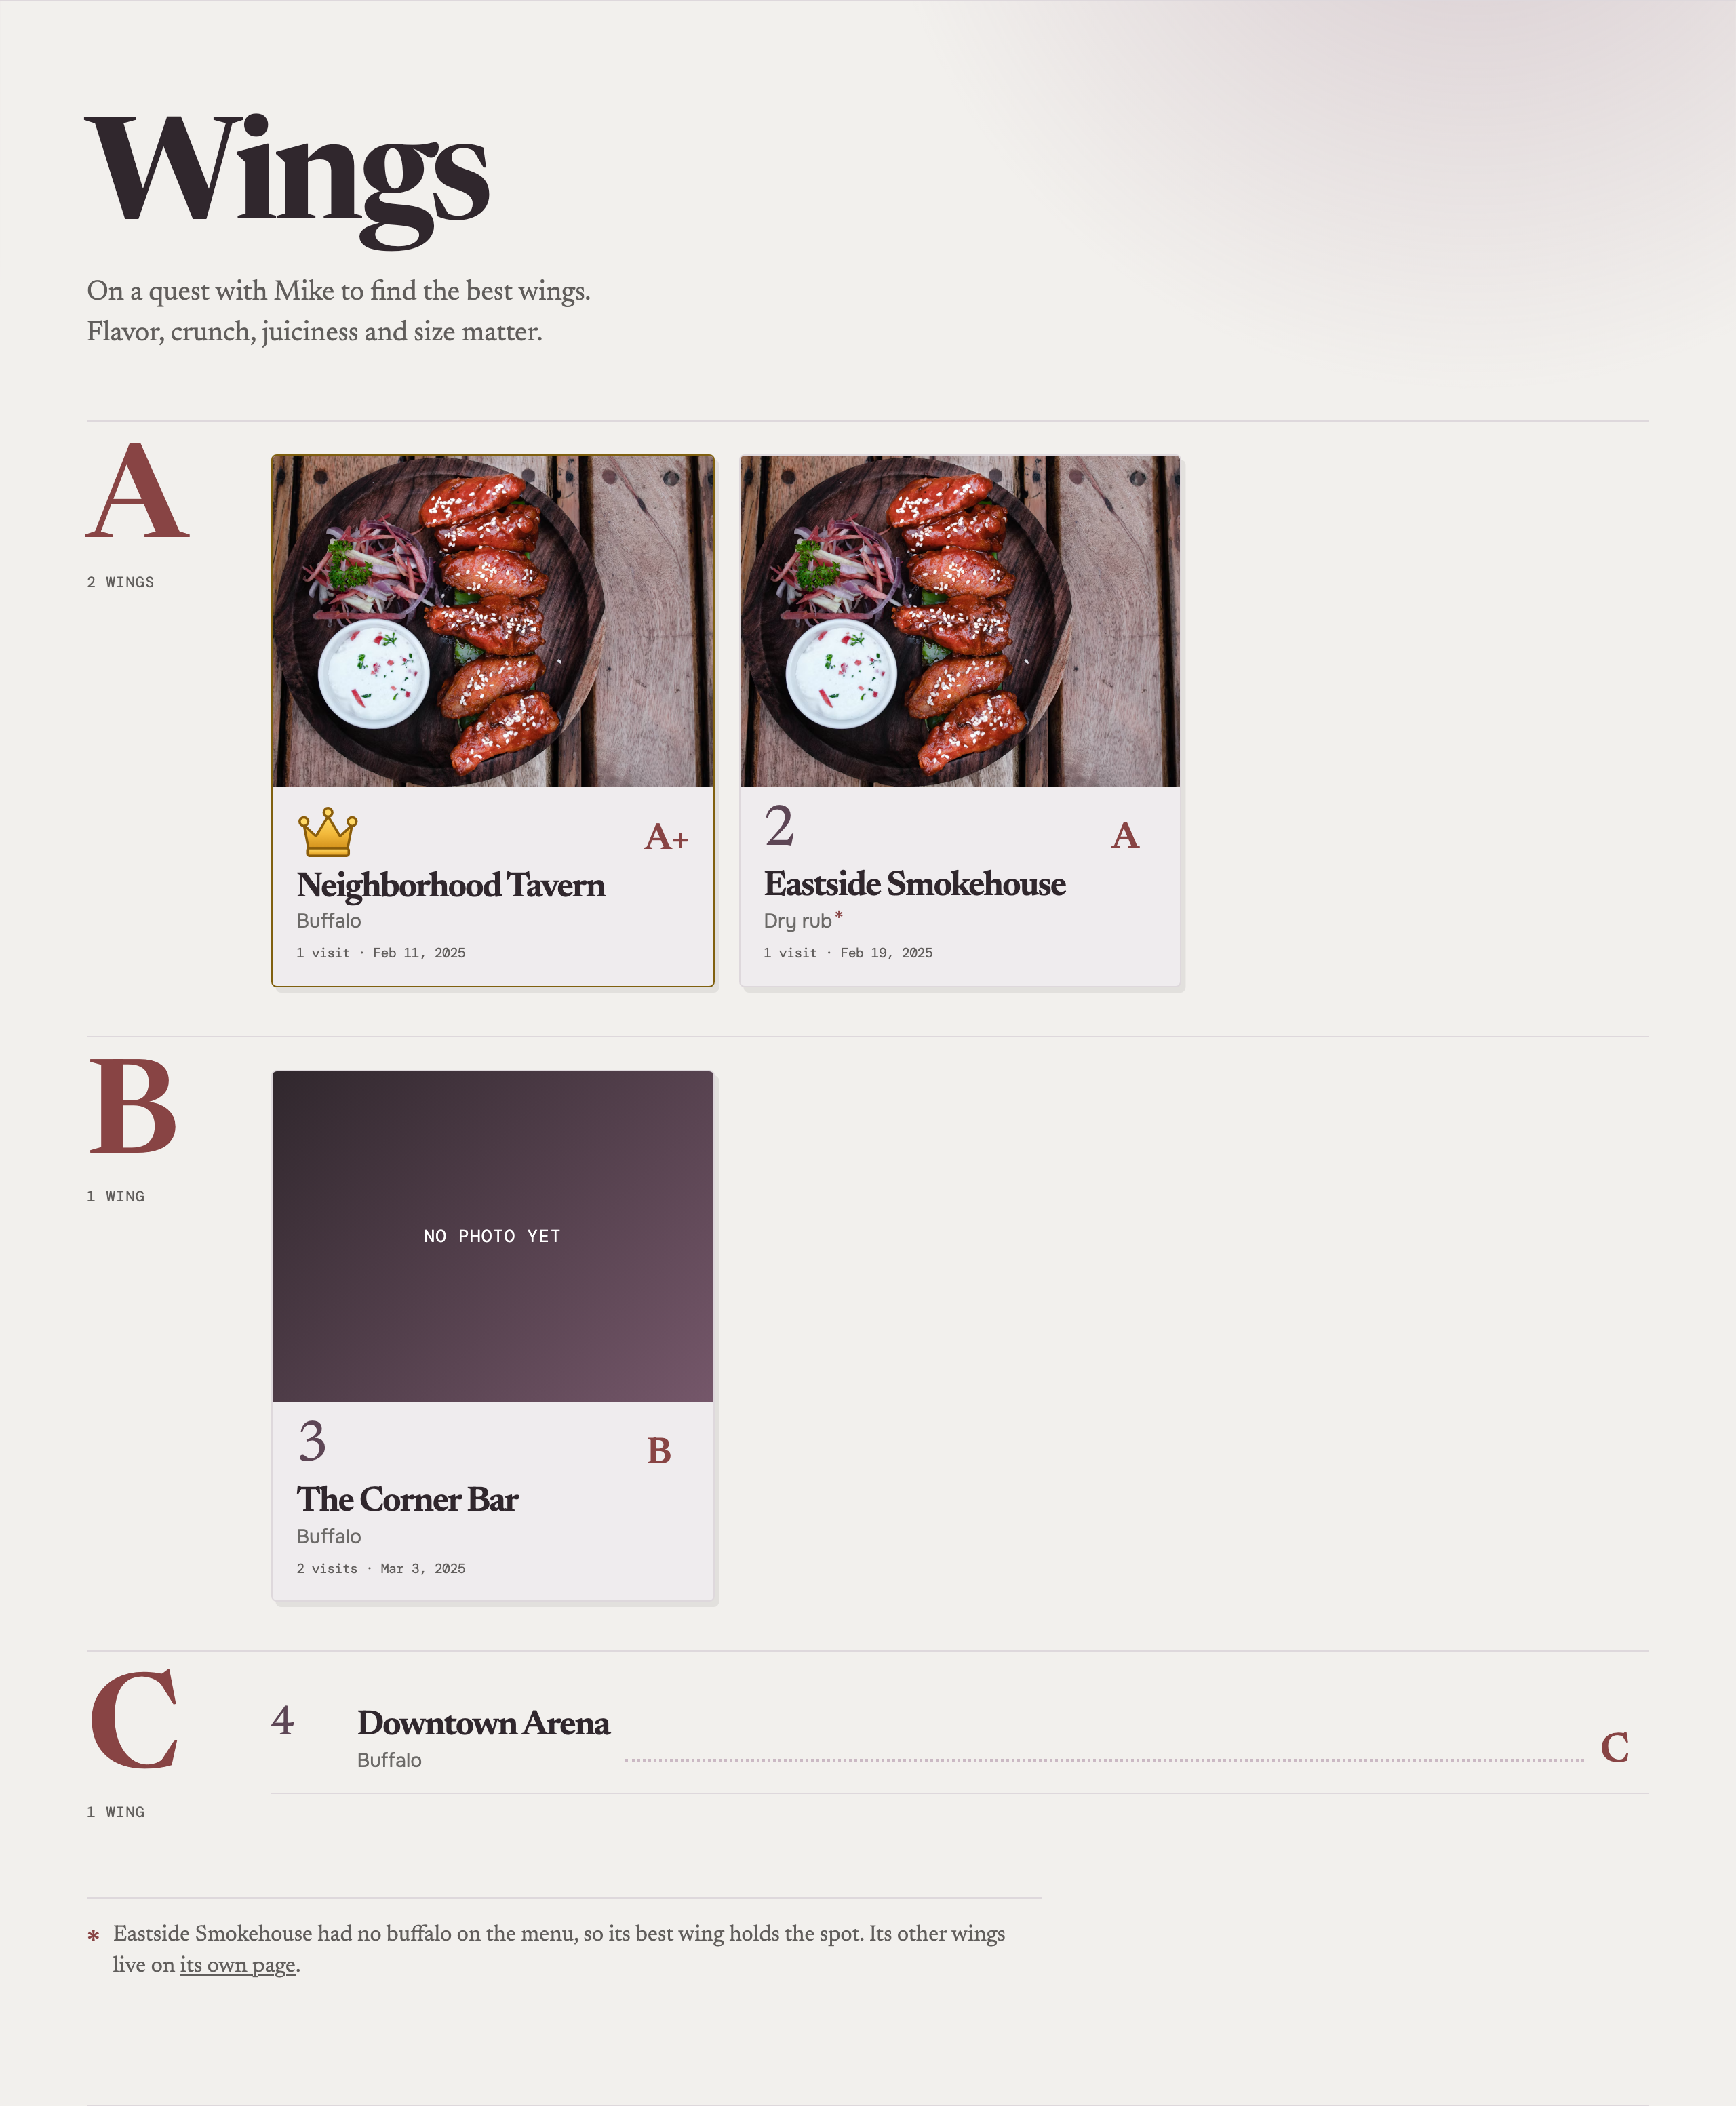 Wings
On a quest with Mike to find the best wings.
Flavor, crunch, juiciness and size matter.
A
2 WINGS
A+
Neighborhood Tavern
Buffalo
1 visit · Feb 11, 2025
2
A
Eastside Smokehouse
Dry rub*
1 visit · Feb 19, 2025
B
1 WING
NO PHOTO YET
3
B
The Corner Bar
Buffalo
2 visits · Mar 3, 2025
C
1 WING
4
Downtown Arena
Buffalo
C
* Eastside Smokehouse had no buffalo on the menu, so its best wing holds the spot. Its other wings
live on its own page.